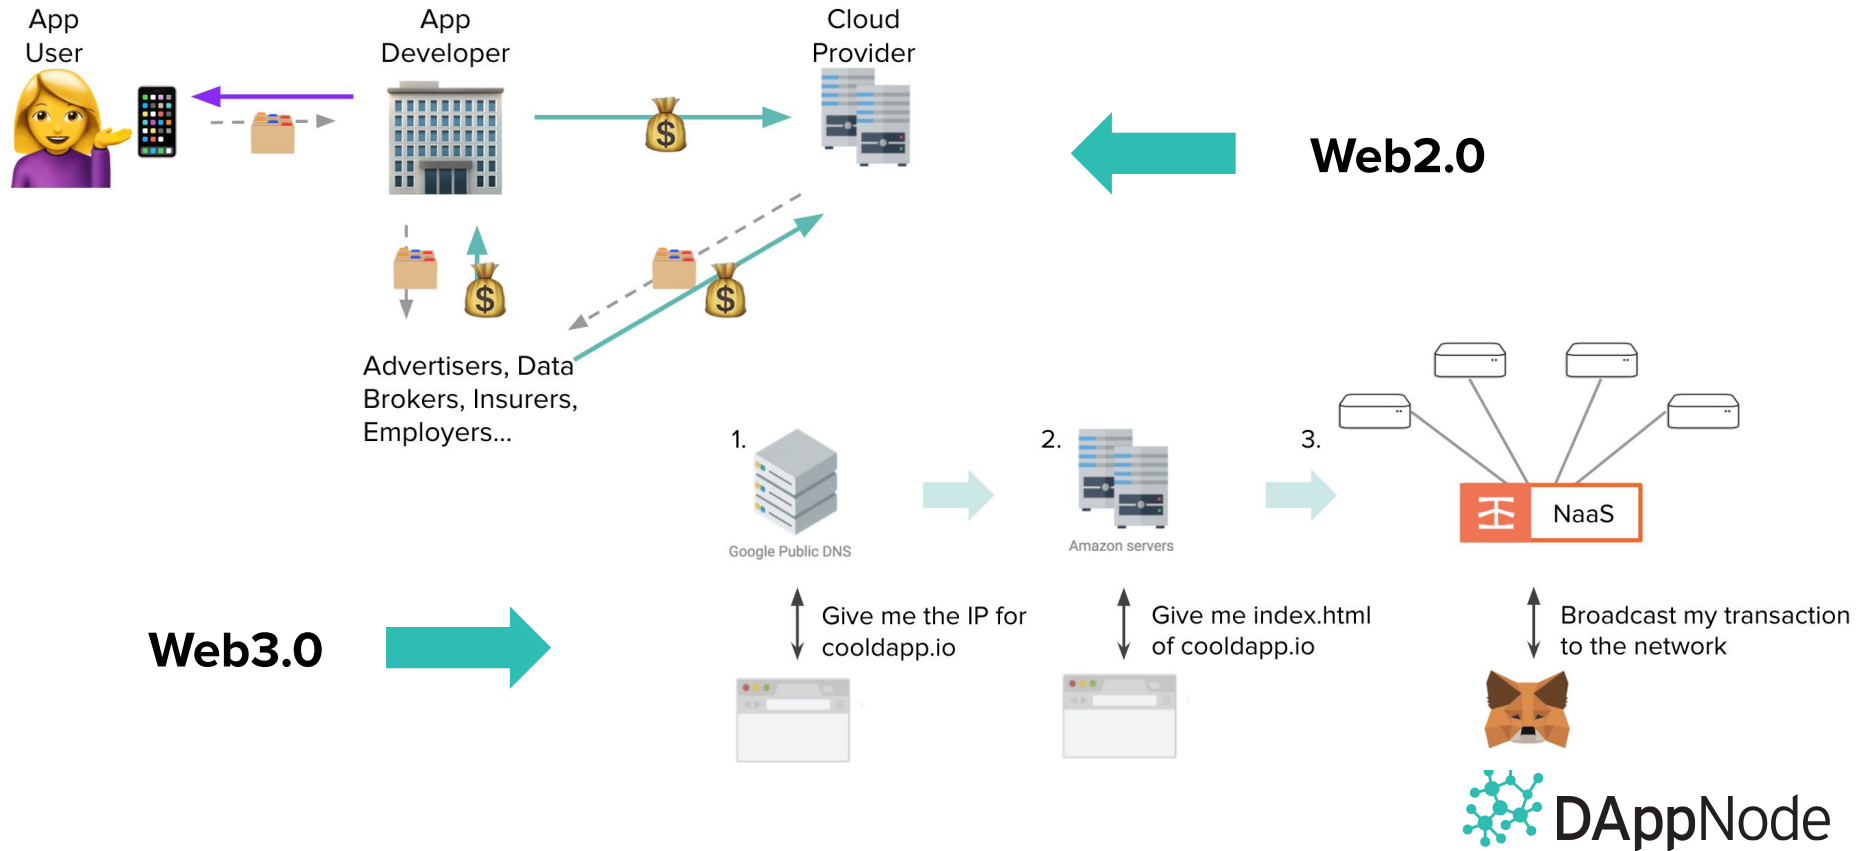 App
User
App
Developer
Cloud
Provider
$
Web2.0
$
$
Advertisers, Data
Brokers, Insurers,
Employers...
1.
Google Public DNS
2.
Amazon servers
3.
NaaS
Web3.0
Give me the IP for
cooldapp.io
Give me index.html
of cooldapp.io
Broadcast my transaction
to the network
DAppNode